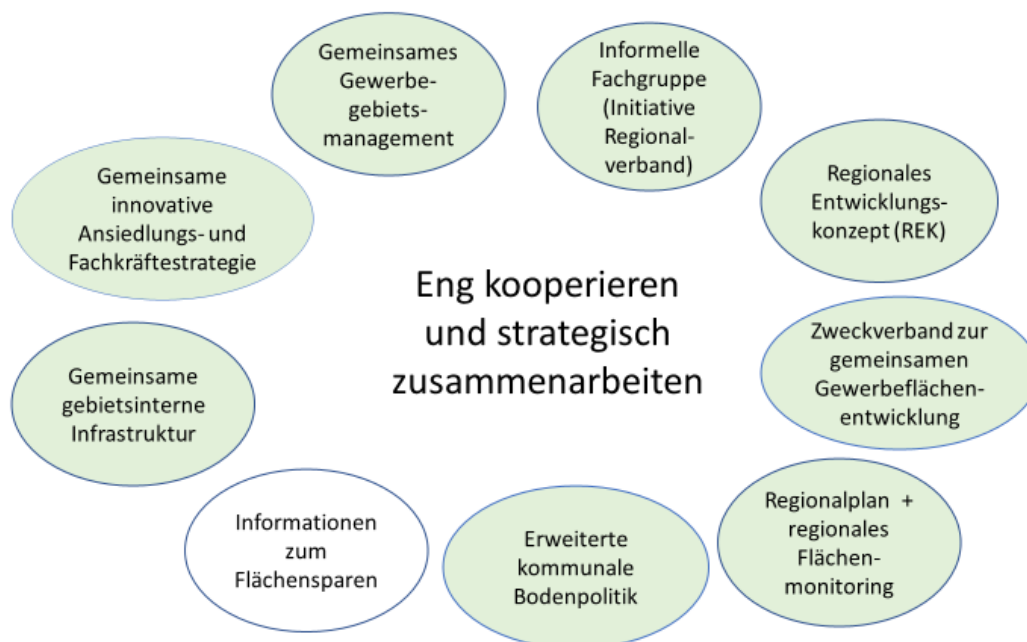 Gemeinsames
Gewerbe-
gebiets-
management
Informelle
Fachgruppe
(Initiative
Regional-
verband)
Gemeinsame
innovative
Ansiedlungs- und
Fachkräftestrategie
Regionales
Entwicklungs-
konzept (REK)
Eng kooperieren
und strategisch
zusammenarbeiten
Zweckverband zur
gemeinsamen
Gewerbeflächen-
entwicklung
Gemeinsame
gebietsinterne
Infrastruktur
Regionalplan +
regionales
Flächen-
monitoring
Informationen
zum
Flächensparen
Erweiterte
kommunale
Bodenpolitik